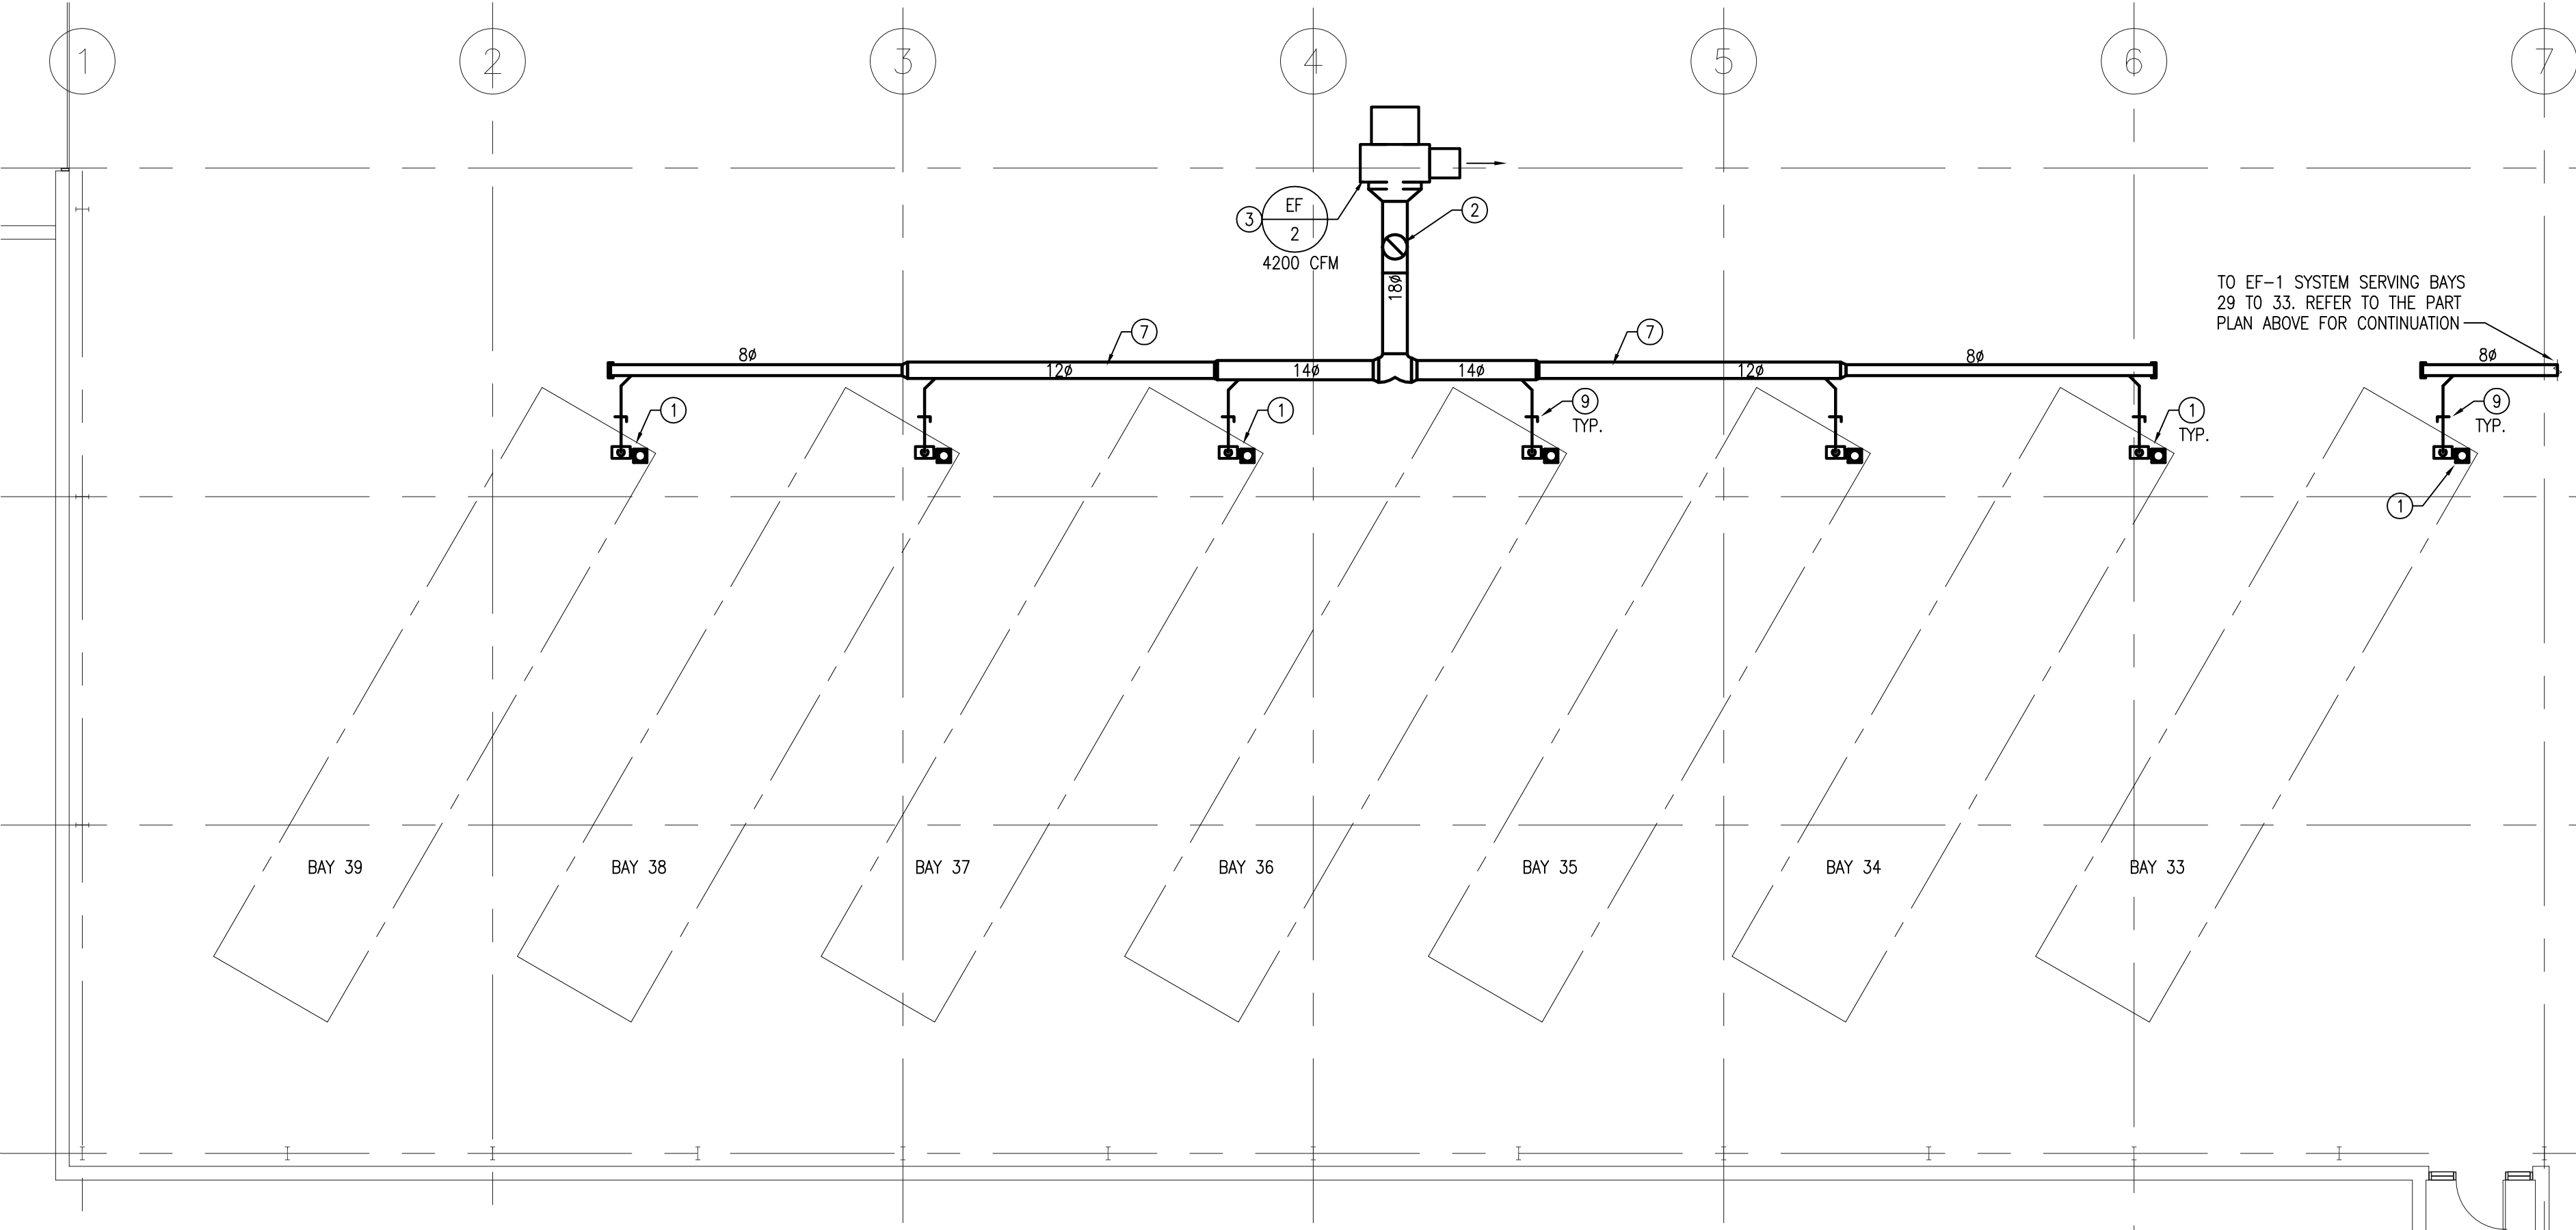 1
2
3
4
5
6
7
3
EF
2
4200 CFM
2
18ø
TO EF-1 SYSTEM SERVING BAYS
29 TO 33. REFER TO THE PART
PLAN ABOVE FOR CONTINUATION
7
7
8ø
12ø
14ø
14ø
12ø
8ø
8ø
1
1
9
TYP.
1
TYP.
9
TYP.
1
BAY 39
BAY 38
BAY 37
BAY 36
BAY 35
BAY 34
BAY 33